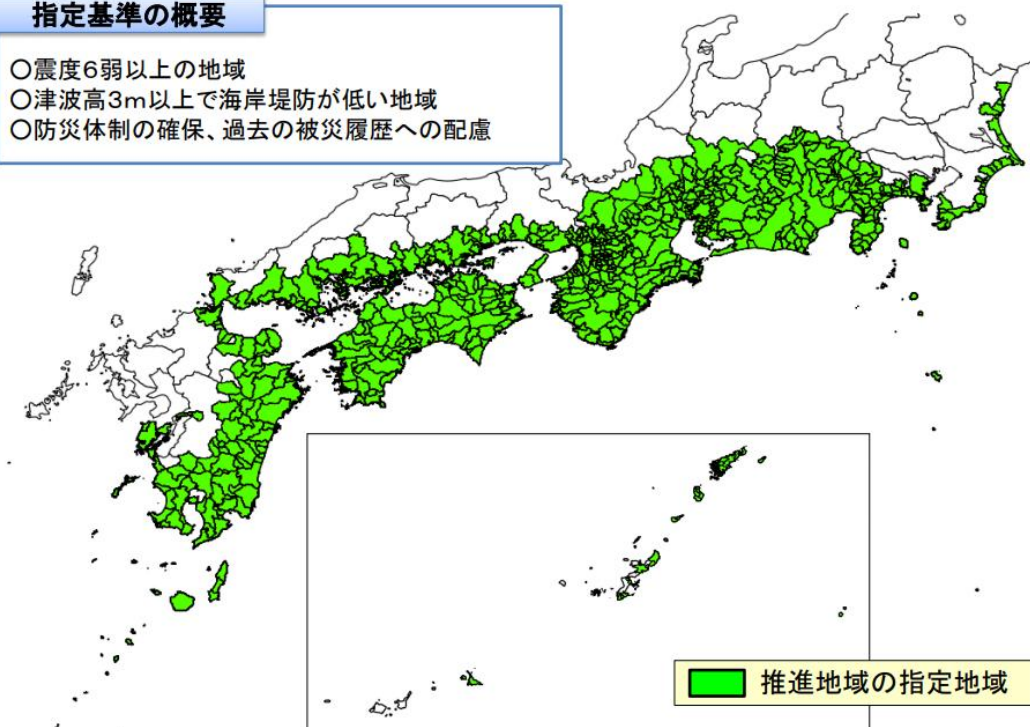 指定基準の概要
○震度6弱以上の地域
○津波高3m以上で海岸堤防が低い地域
○防災体制の確保、過去の被災履歴への配慮
推進地域の指定地域